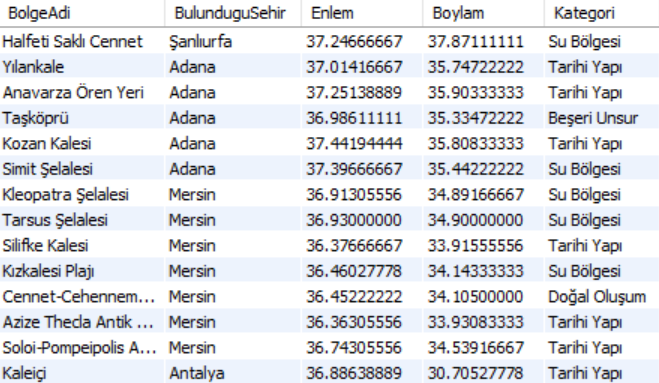 BolgeAdi BulunduguSehir Enlem Boylam Kategori
Halfeti Saklı Cennet Şanlıurfa 37.24666667 37.87111111 Su Bölgesi
Yılankale Adana 37.01416667 35.74722222 Tarihi Yapı
Anavarza Ören Yeri Adana 37.25138889 35.90333333 Tarihi Yapı
Taşköprü Adana 36.98611111 35.33472222 Beşeri Unsur
Kozan Kalesi Adana 37.44194444 35.80833333 Tarihi Yapı
Simit Şelalesi Adana 37.39666667 35.44222222 Su Bölgesi
Kleopatra Şelalesi Mersin 36.91305556 34.89166667 Su Bölgesi
Tarsus Şelalesi Mersin 36.93000000 34.90000000 Su Bölgesi
Silifke Kalesi Mersin 36.37666667 33.91555556 Tarihi Yapı
Kızkalesi Plajı Mersin 36.46027778 34.14333333 Su Bölgesi
Cennet-Cehennem... Mersin 36.45222222 34.10500000 Doğal Oluşum
Azize Thecla Antik ... Mersin 36.36305556 33.93083333 Tarihi Yapı
Soloi-Pompeipolis A... Mersin 36.74305556 34.53916667 Tarihi Yapı
Kaleiçi Antalya 36.88638889 30.70527778 Tarihi Yapı